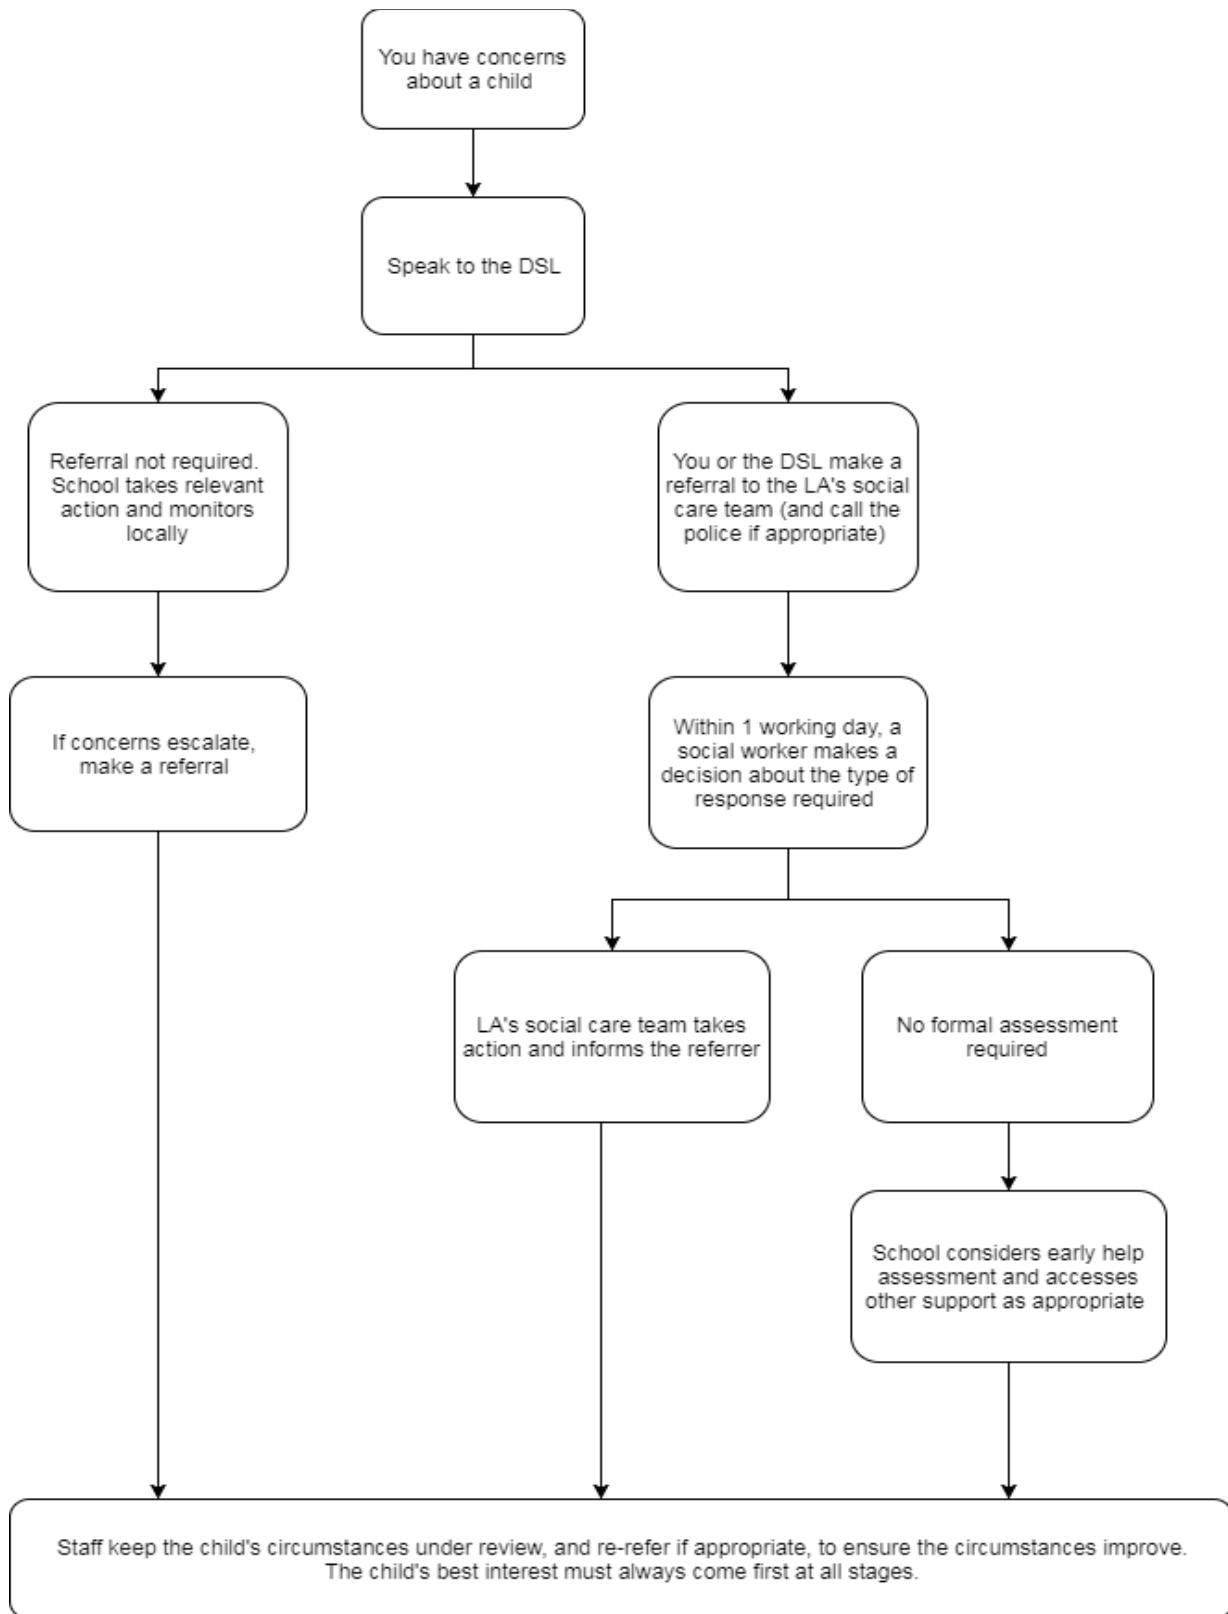 You have concerns
about a child
Speak to the DSL
Referral not required.
School takes relevant
action and monitors
locally
You or the DSL make a
referral to the LA's social
care team (and call the
police if appropriate)
If concerns escalate,
make a referral
Within 1 working day, a
social worker makes a
decision about the type of
response required
LA's social care team takes
action and informs the referrer
No formal assessment
required
School considers early help
assessment and accesses
other support as appropriate
Staff keep the child's circumstances under review, and re-refer if appropriate, to ensure the circumstances improve.
The child's best interest must always come first at all stages.